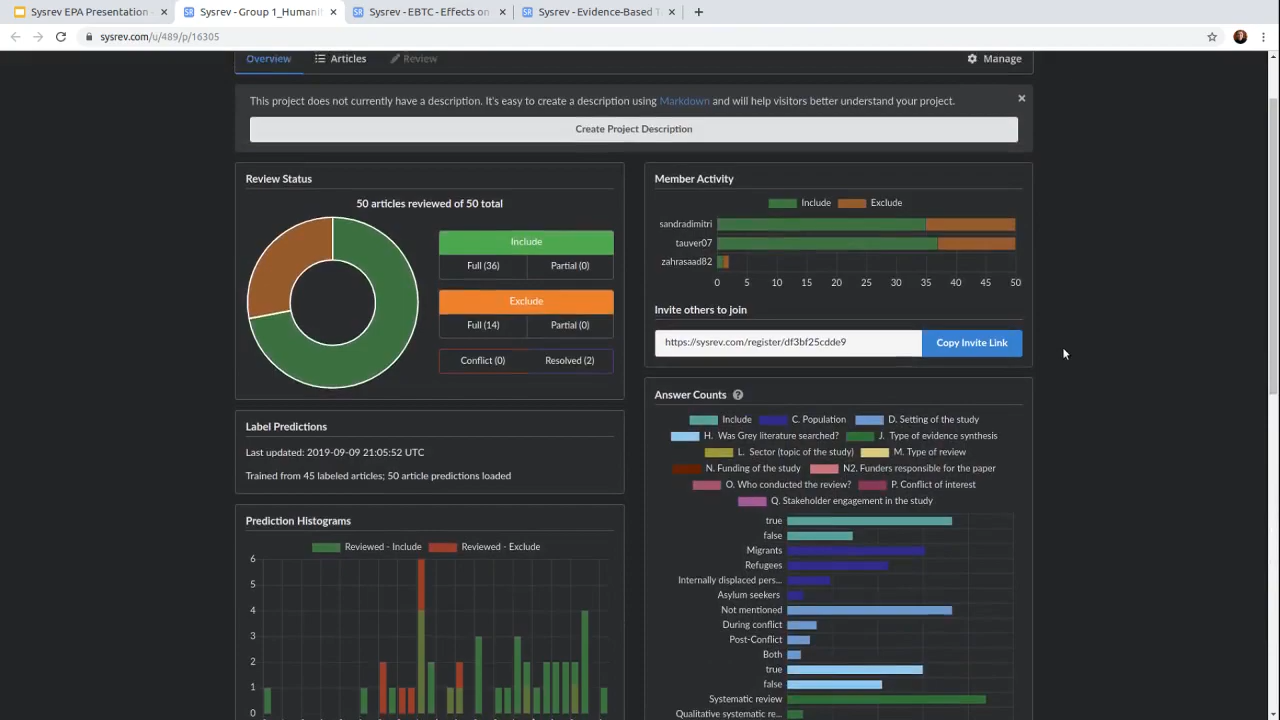 Sysrev EPA Presentation
Sysrev - Group 1_Humani
Sysrev - EBTC - Effects on
Sysrev - Evidence-Based T
sysrev.com/u/489/p/16305
Overview
Articles
Review
Manage
This project does not currently have a description. It's easy to create a description using Markdown and will help visitors better understand your project.
Create Project Description
Review Status
50 articles reviewed of 50 total
Include
Full (36)
Partial (0)
Exclude
Full (14)
Partial (0)
Conflict (0)
Resolved (2)
Label Predictions
Last updated: 2019-09-09 21:05:52 UTC
Trained from 45 labeled articles; 50 article predictions loaded
Prediction Histograms
Reviewed - Include
Reviewed - Exclude
6
5
4
3
2
1
0
Member Activity
Include
Exclude
sandradimitri
tauver07
zahrasaad82
0 5 10 15 20 25 30 35 40 45 50
Invite others to join
https://sysrev.com/register/df3bf25cdde9
Copy Invite Link
Answer Counts
Include C. Population D. Setting of the study
H. Was Grey literature searched? J. Type of evidence synthesis
L. Sector (topic of the study) M. Type of review
N. Funding of the study N2. Funders responsible for the paper
O. Who conducted the review? P. Conflict of interest
Q. Stakeholder engagement in the study
true
false
Migrants
Refugees
Internally displaced pers...
Asylum seekers
Not mentioned
During conflict
Post-Conflict
Both
true
false
Systematic review
Qualitative systematic re...